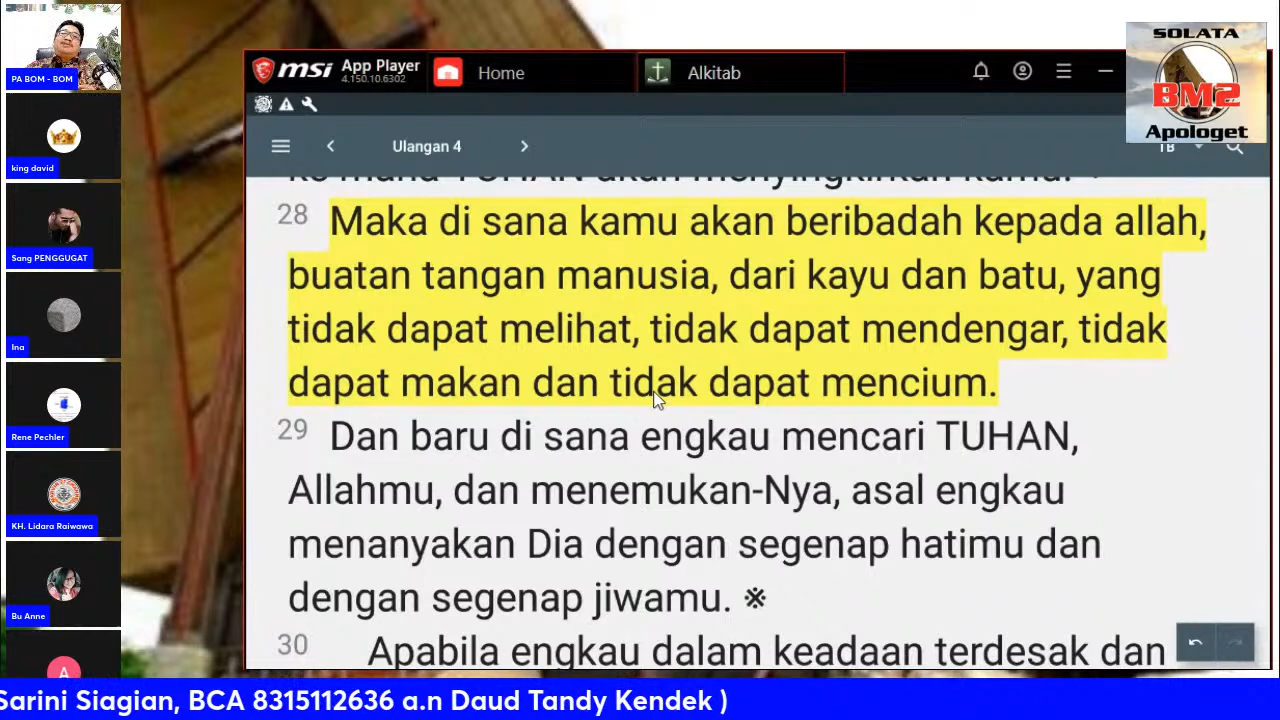 PA BOM - BOM
king david
Sang PENGGUGAT
Ina
Rene Pechler
KH. Lidara Raiwawa
Bu Anne
A
msi App Player
4.150.10.6302
Home
Alkitab
SOLATA
BM2
Apologet
Ulangan 4
TB
28 Maka di sana kamu akan beribadah kepada allah,
buatan tangan manusia, dari kayu dan batu, yang
tidak dapat melihat, tidak dapat mendengar, tidak
dapat makan dan tidak dapat mencium.
29 Dan baru di sana engkau mencari TUHAN,
Allahmu, dan menemukan-Nya, asal engkau
menanyakan Dia dengan segenap hatimu dan
dengan segenap jiwamu. ※
30 Apabila engkau dalam keadaan terdesak dan
Sarini Siagian, BCA 8315112636 a.n Daud Tandy Kendek )